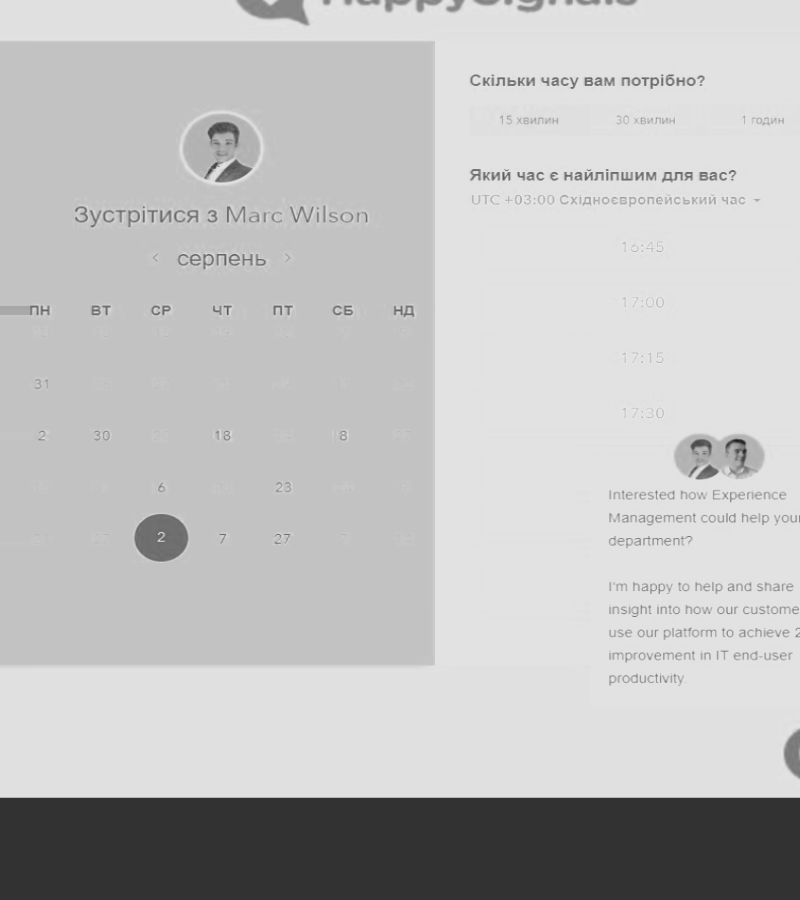 HappySignals
Зустрітися з Marc Wilson
серпень
ПН ВТ СР ЧТ ПТ СБ НД
31
2 30 18 8
6 23
2 7 27
Скільки часу вам потрібно?
15 хвилин 30 хвилин 1 годин
Який час є найліпшим для вас?
UTC +03:00 Східноєвропейський час
16:45
17:00
17:15
17:30
Interested how Experience
Management could help your
department?
I'm happy to help and share
insight into how our custome
use our platform to achieve 2
improvement in IT end-user
productivity.